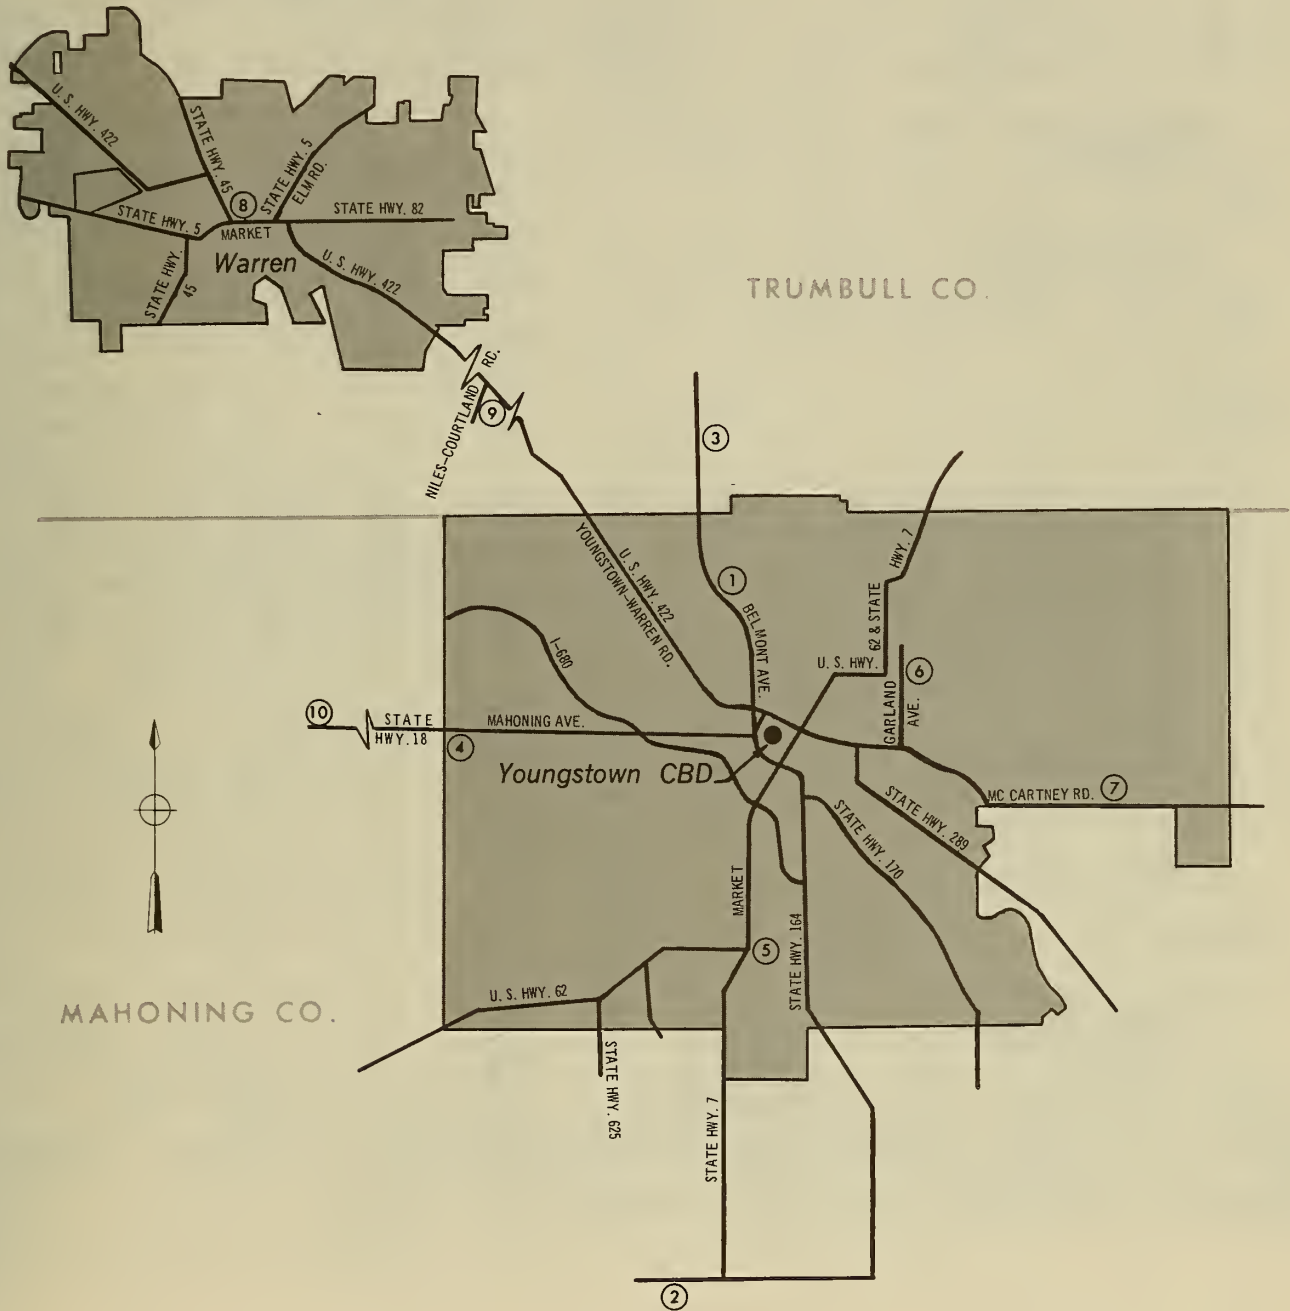 U. S. HWY. 422
STATE HWY. 45
STATE HWY. 5
ELM RD.
8
STATE HWY. 82
STATE HWY. 5
MARKET
Warren
STATE HWY.
45
U. S. HWY. 422
TRUMBULL CO.
RD.
NILES-COURTLAND
9
3
HWY. 7
U. S. HWY. 422
YOUNGSTOWN-WARREN RD.
1
BELMONT AVE.
62 & STATE
U. S. HWY.
I-680
6
GARLAND
AVE.
10
STATE
HWY. 18
MAHONING AVE.
4
Youngstown CBD
MC CARTNEY RD.
7
STATE HWY. 289
STATE HWY. 170
MARKET
STATE HWY. 164
5
U. S. HWY. 62
MAHONING CO.
STATE HWY. 625
STATE HWY. 7
2